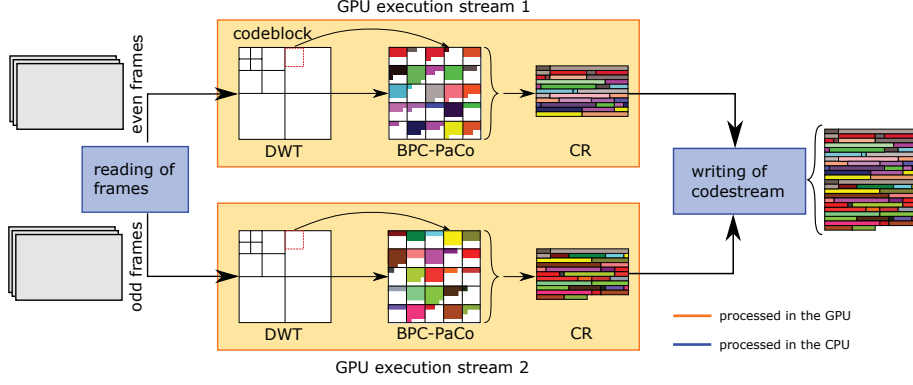 GPU execution stream 1
codeblock
even frames
DWT
BPC-PaCo
CR
reading of
frames
writing of
codestream
odd frames
DWT
BPC-PaCo
CR
processed in the GPU
processed in the CPU
GPU execution stream 2